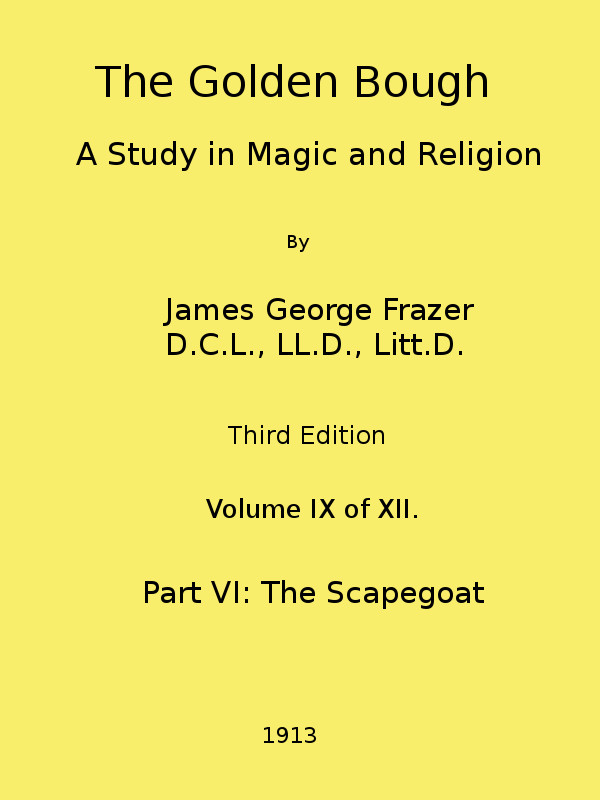 The Golden Bough
A Study in Magic and Religion
By
James George Frazer
D.C.L., LL.D., Litt.D.
Third Edition
Volume IX of XII.
Part VI: The Scapegoat
1913